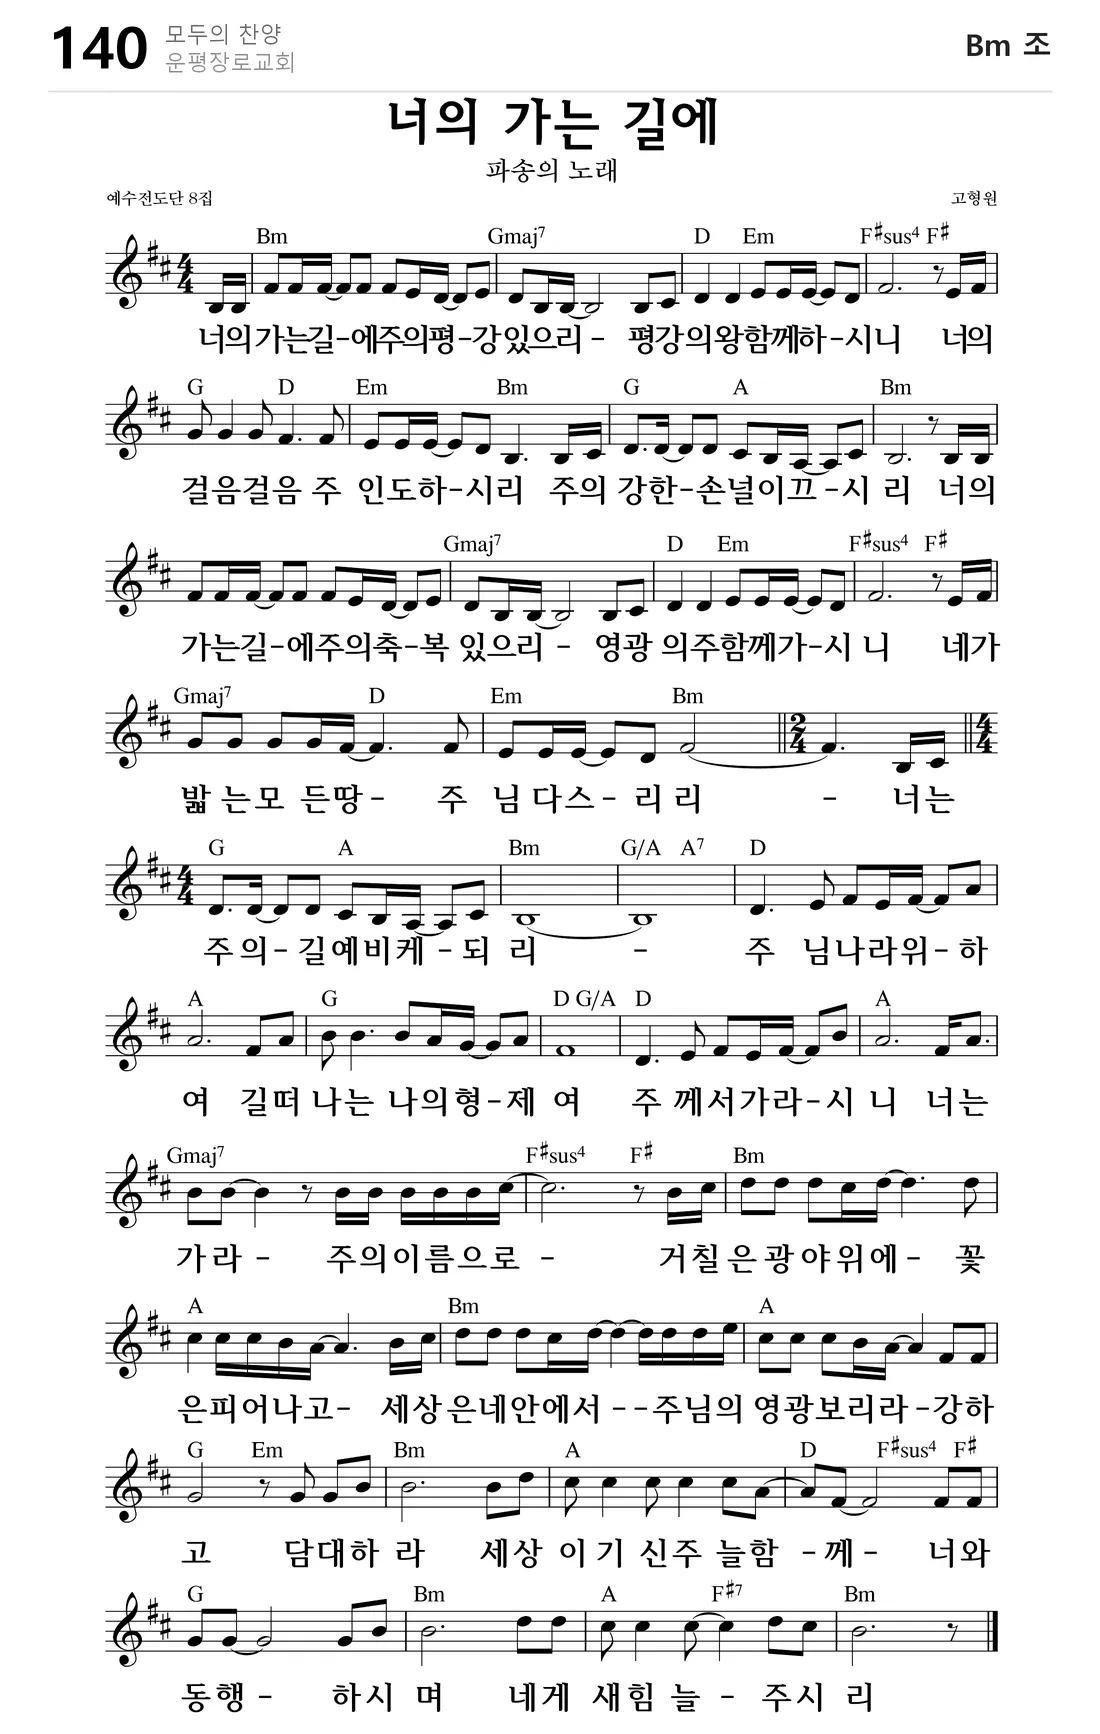 140 모두의 찬양
운평장로교회
Bm 조
너의 가는 길에
파송의 노래
예수전도단 8집 고형원
Bm Gmaj7 D Em F#sus4 F#
너의가는길-에주의평-강있으리- 평강의왕함께하-시니 너의
G D Em Bm G A Bm
걸음걸음 주 인도하-시리 주의 강한-손널이끄-시 리 너의
Gmaj7 D Em F#sus4 F#
가는길-에주의축-복 있으리- 영광 의주함께가-시 니 네가
Gmaj7 D Em Bm
밟 는모 든땅- 주 님다스-리리 - 너는
G A Bm G/A A7 D
주의-길예비케-되 리 - 주 님나라위-하
A G D G/A D A
여 길떠 나는 나의형-제 여 주 께서가라-시 니 너는
Gmaj7 F#sus4 F# Bm
가라- 주의이름으로 - 거칠 은광야위에- 꽃
A Bm A
은피어나고- 세상은네안에서--주님의 영광보리라-강하
G Em Bm A D F#sus4 F#
고 담대하 라 세상 이기 신주 늘함 -께- 너와
G Bm A F#7 Bm
동행- 하시 며 네게 새힘 늘 - 주시 리